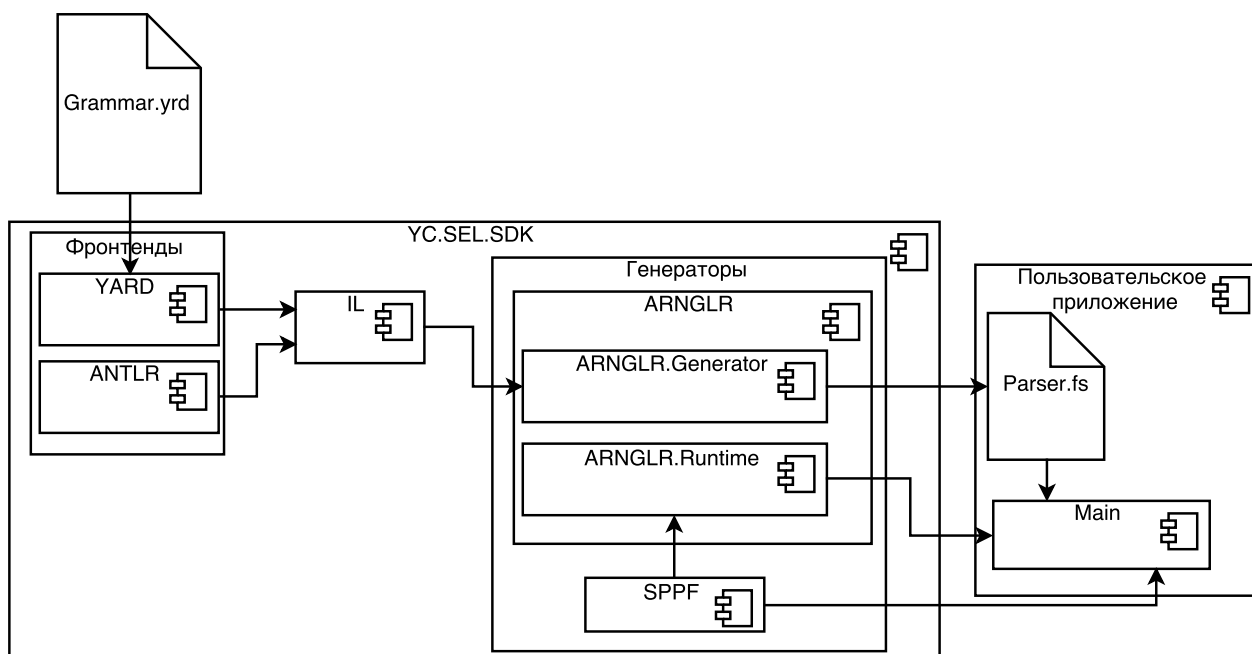 Grammar.yrd
YC.SEL.SDK
Фронтенды
YARD
ANTLR
IL
Генераторы
ARNGLR
ARNGLR.Generator
ARNGLR.Runtime
SPPF
Пользовательское
приложение
Parser.fs
Main